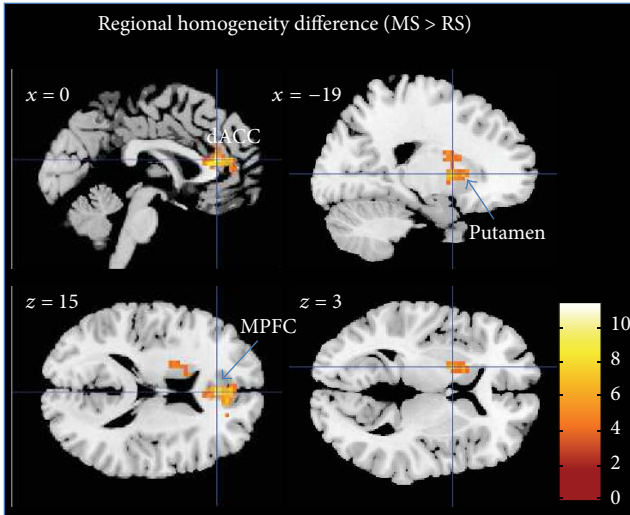 Regional homogeneity difference (MS > RS)
x = 0
x = −19
dACC
Putamen
z = 15
z = 3
MPFC
10
8
6
4
2
0